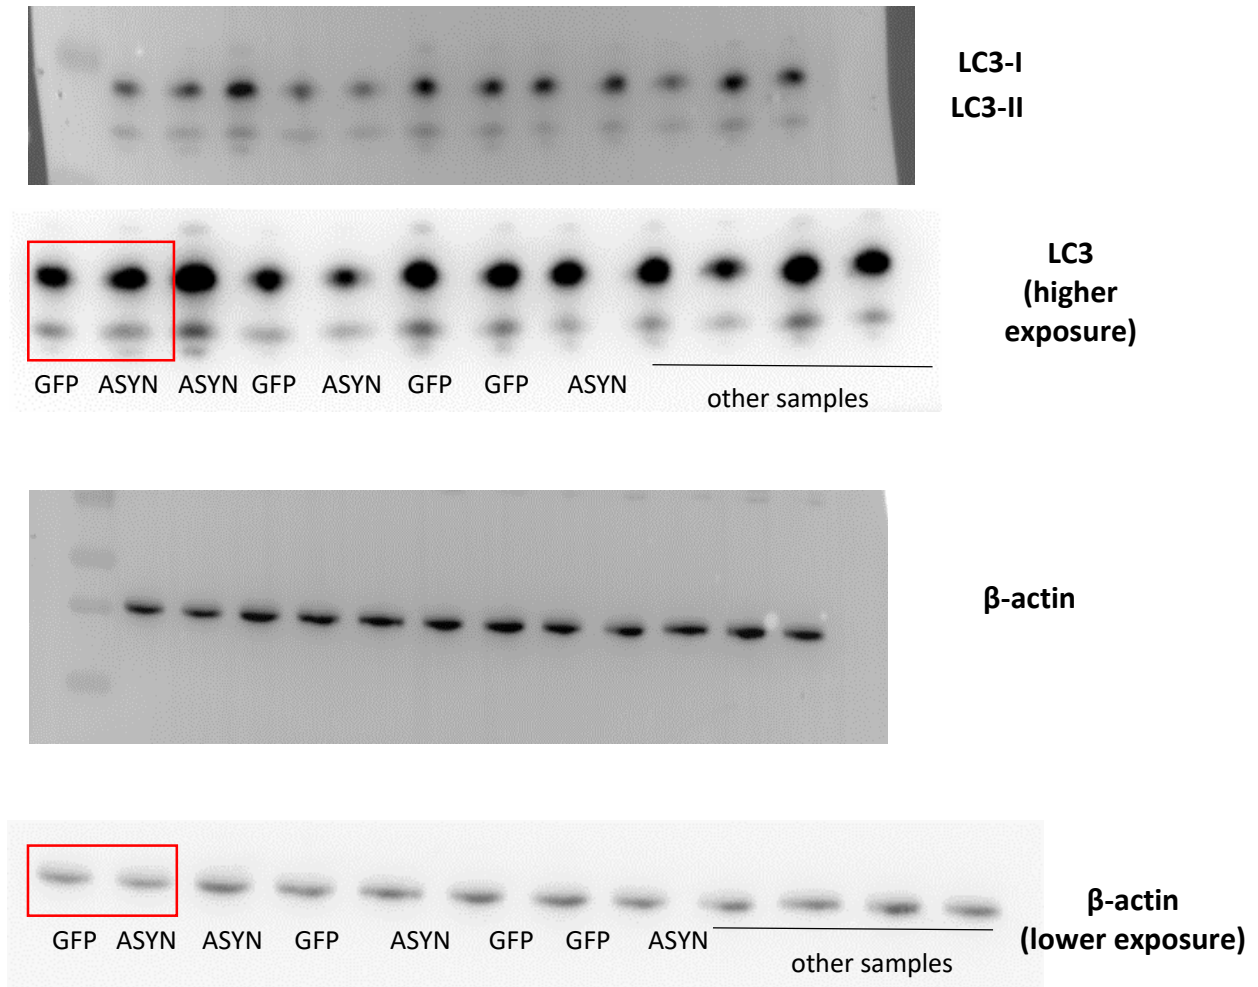 LC3-I
LC3-II
LC3
(higher
exposure)
GFP ASYN ASYN GFP ASYN GFP GFP ASYN
other samples
β-actin
β-actin
(lower exposure)
GFP ASYN ASYN GFP ASYN GFP GFP ASYN
other samples